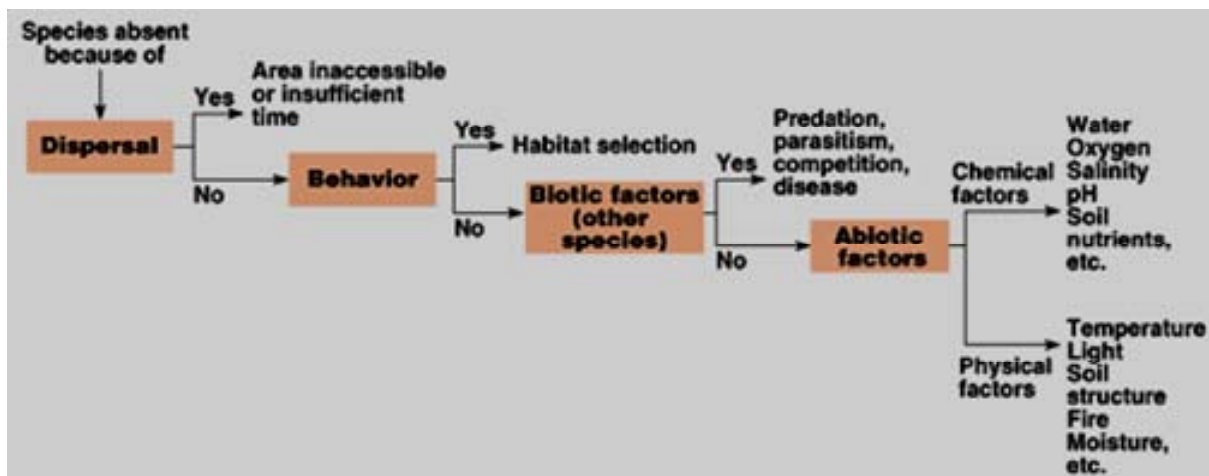 Species absent
because of
Dispersal
Yes
Area inaccessible
or insufficient
time
No
Behavior
Yes
Habitat selection
No
Biotic factors
(other
species)
Yes
Predation,
parasitism,
competition,
disease
No
Abiotic
factors
Chemical
factors
Water
Oxygen
Salinity
pH
Soil
nutrients,
etc.
Physical
factors
Temperature
Light
Soil
structure
Fire
Moisture,
etc.